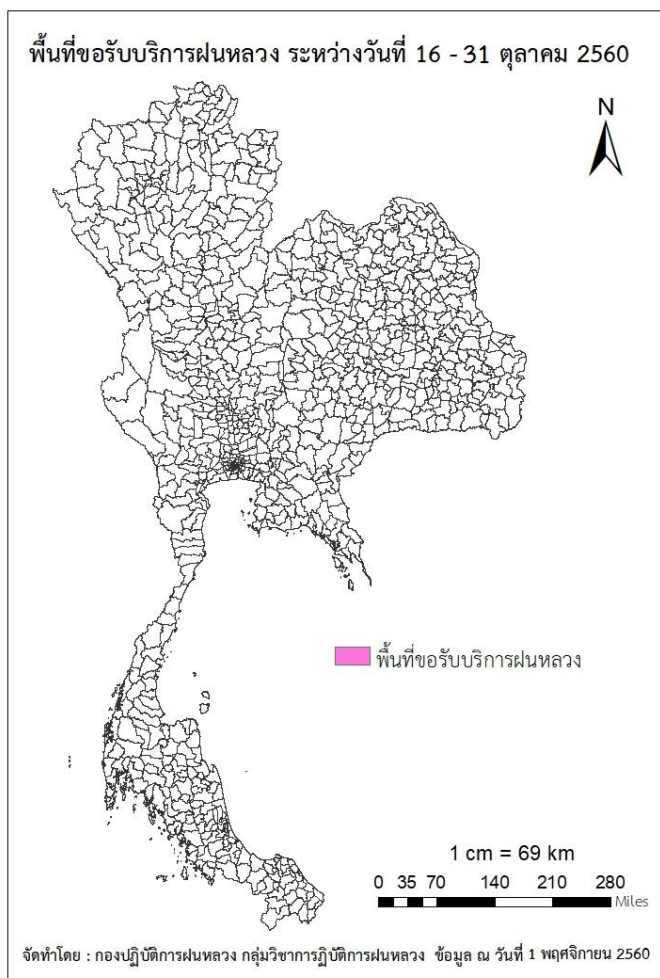 พื้นที่ขอรับบริการฝนหลวง ระหว่างวันที่ 16 - 31 ตุลาคม 2560
N
พื้นที่ขอรับบริการฝนหลวง
1 cm = 69 km
0 35 70 140 210 280 Miles
จัดทำโดย : กองปฏิบัติการฝนหลวง กลุ่มวิชาการฏิบัติการฝนหลวง ข้อมูล ณ วันที่ 1 พฤศจิกายน 2560